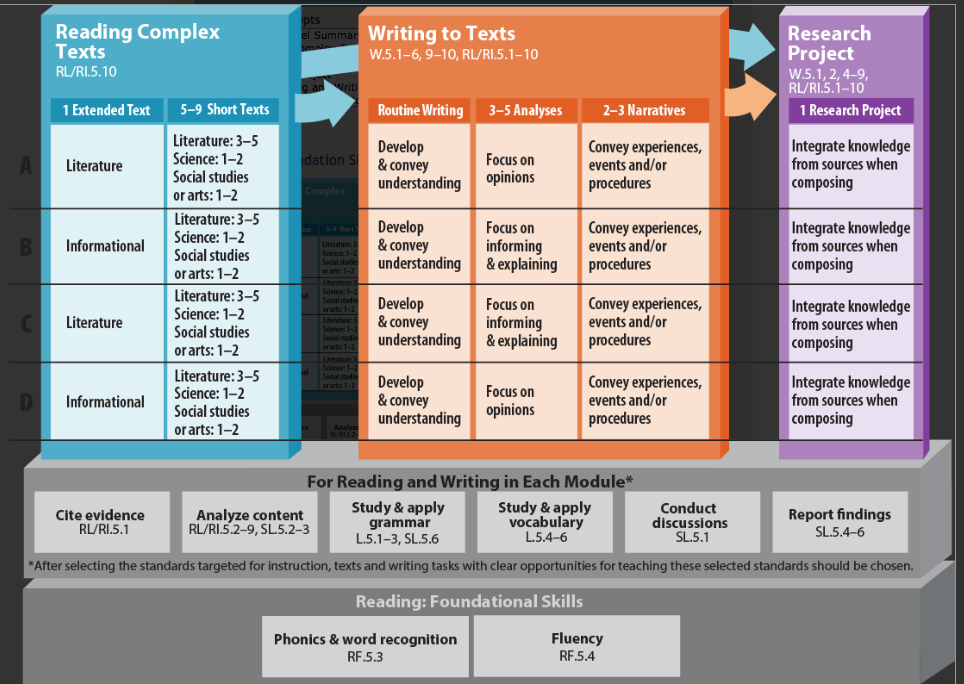 Reading Complex
Texts
RL/RI.5.10
1 Extended Text
5–9 Short Texts
Writing to Texts
W.5.1–6, 9–10, RL/RI.5.1–10
Routine Writing
3–5 Analyses
2–3 Narratives
Research
Project
W.5.1, 2, 4–9,
RL/RI.5.1–10
1 Research Project
A
Literature
Literature: 3–5
Science: 1–2
Social studies
or arts: 1–2
Develop
& convey
understanding
Focus on
opinions
Convey experiences,
events and/or
procedures
Integrate knowledge
from sources when
composing
B
Informational
Literature: 3–5
Science: 1–2
Social studies
or arts: 1–2
Develop
& convey
understanding
Focus on
informing
& explaining
Convey experiences,
events and/or
procedures
Integrate knowledge
from sources when
composing
C
Literature
Literature: 3–5
Science: 1–2
Social studies
or arts: 1–2
Develop
& convey
understanding
Focus on
informing
& explaining
Convey experiences,
events and/or
procedures
Integrate knowledge
from sources when
composing
D
Informational
Literature: 3–5
Science: 1–2
Social studies
or arts: 1–2
Develop
& convey
understanding
Focus on
opinions
Convey experiences,
events and/or
procedures
Integrate knowledge
from sources when
composing
For Reading and Writing in Each Module*
Cite evidence
RL/RI.5.1
Analyze content
RL/RI.5.2–9, SL.5.2–3
Study & apply
grammar
L.5.1–3, SL.5.6
Study & apply
vocabulary
L.5.4–6
Conduct
discussions
SL.5.1
Report findings
SL.5.4–6
*After selecting the standards targeted for instruction, texts and writing tasks with clear opportunities for teaching these selected standards should be chosen.
Reading: Foundational Skills
Phonics & word recognition
RF.5.3
Fluency
RF.5.4